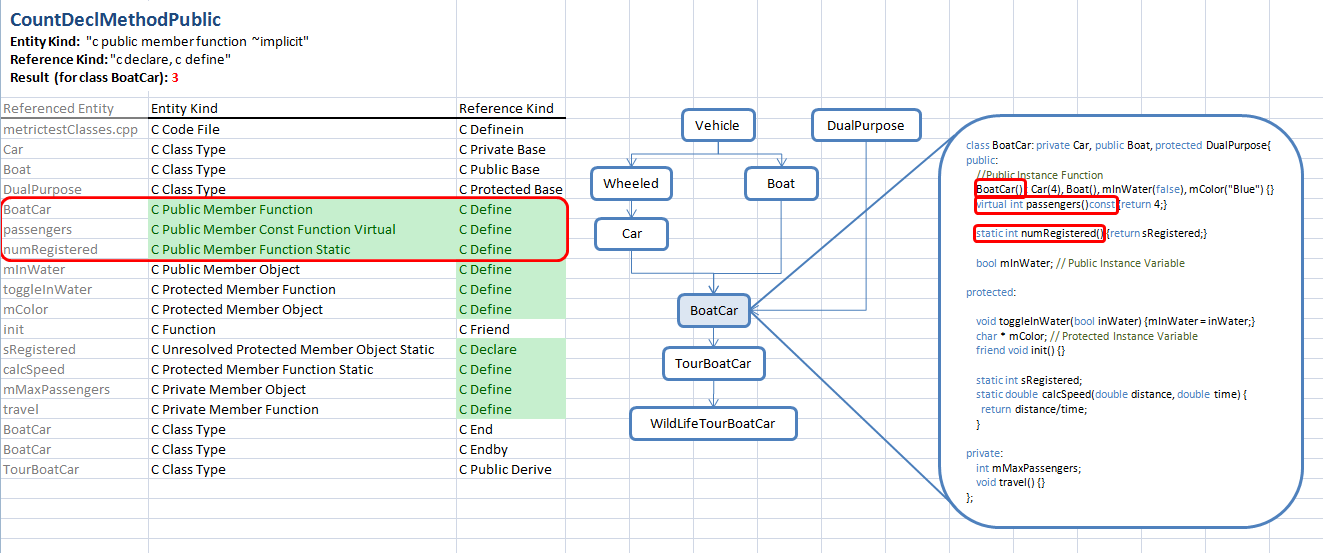 CountDeclMethodPublic
Entity Kind: "c public member function ~implicit"
Reference Kind: "c declare, c define"
Result (for class BoatCar): 3
Referenced Entity Entity Kind Reference Kind
metrictestClasses.cpp C Code File C Definein
Car C Class Type C Private Base
Boat C Class Type C Public Base
DualPurpose C Class Type C Protected Base
BoatCar C Public Member Function C Define
passengers C Public Member Const Function Virtual C Define
numRegistered C Public Member Function Static C Define
mInWater C Public Member Object C Define
toggleInWater C Protected Member Function C Define
mColor C Protected Member Object C Define
init C Function C Friend
sRegistered C Unresolved Protected Member Object Static C Declare
calcSpeed C Protected Member Function Static C Define
mMaxPassengers C Private Member Object C Define
travel C Private Member Function C Define
BoatCar C Class Type C End
BoatCar C Class Type C Endby
TourBoatCar C Class Type C Public Derive
Vehicle
DualPurpose
Wheeled
Boat
Car
BoatCar
TourBoatCar
WildLifeTourBoatCar
class BoatCar: private Car, public Boat, protected DualPurpose{
public:
//Public Instance Function
BoatCar() Car(4), Boat(), mInWater(false), mColor("Blue") {}
virtual int passengers()const {return 4;}
static int numRegistered() {return sRegistered;}
bool mInWater; // Public Instance Variable
protected:
void toggleInWater(bool inWater) {mInWater = inWater;}
char * mColor; // Protected Instance Variable
friend void init() {}
static int sRegistered;
static double calcSpeed(double distance, double time) {
return distance/time;
}
private:
int mMaxPassengers;
void travel() {}
};